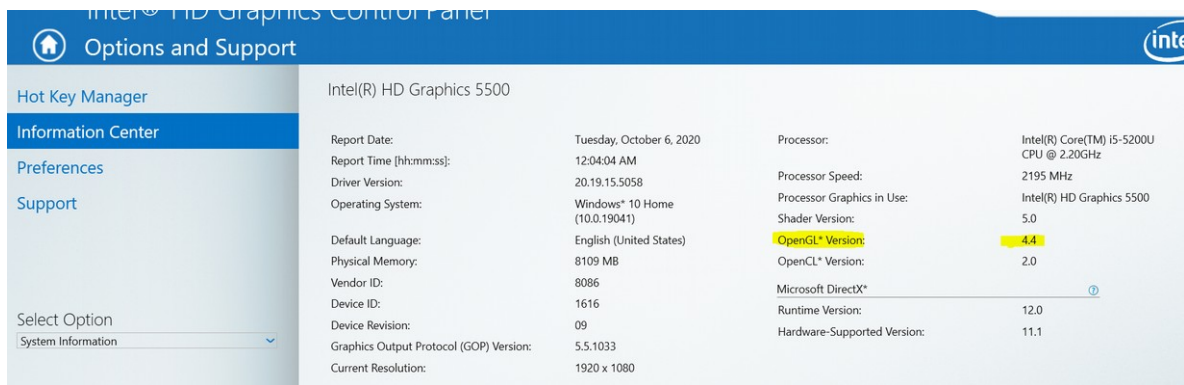 Intel® HD Graphics Control Panel
Options and Support
Hot Key Manager
Information Center
Preferences
Support
Select Option
System Information
Intel(R) HD Graphics 5500
Report Date: Tuesday, October 6, 2020
Report Time [hh:mm:ss]: 12:04:04 AM
Driver Version: 20.19.15.5058
Operating System: Windows* 10 Home
(10.0.19041)
Default Language: English (United States)
Physical Memory: 8109 MB
Vendor ID: 8086
Device ID: 1616
Device Revision: 09
Graphics Output Protocol (GOP) Version: 5.5.1033
Current Resolution: 1920 x 1080
Processor: Intel(R) Core(TM) i5-5200U
CPU @ 2.20GHz
Processor Speed: 2195 MHz
Processor Graphics in Use: Intel(R) HD Graphics 5500
Shader Version: 5.0
OpenGL* Version: 4.4
OpenCL* Version: 2.0
Microsoft DirectX*
Runtime Version: 12.0
Hardware-Supported Version: 11.1